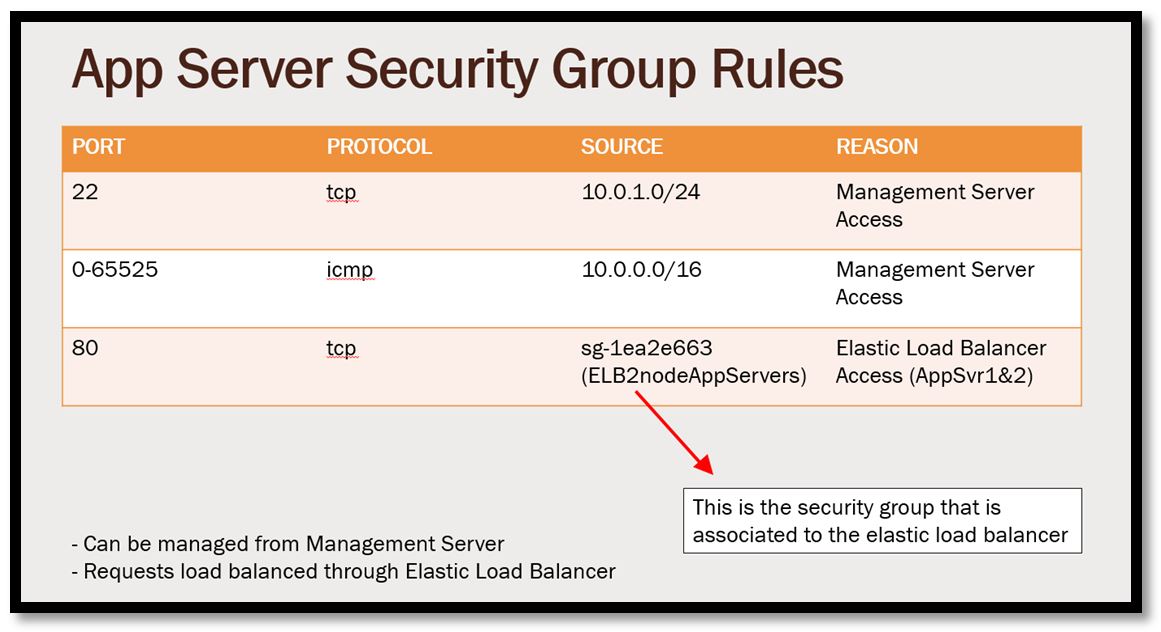 App Server Security Group Rules
PORT PROTOCOL SOURCE REASON
22 tcp 10.0.1.0/24 Management Server
Access
0-65525 icmp 10.0.0.0/16 Management Server
Access
80 tcp sg-1ea2e663 Elastic Load Balancer
(ELB2nodeAppServers) Access (AppSvr1&2)
This is the security group that is
associated to the elastic load balancer
- Can be managed from Management Server
- Requests load balanced through Elastic Load Balancer